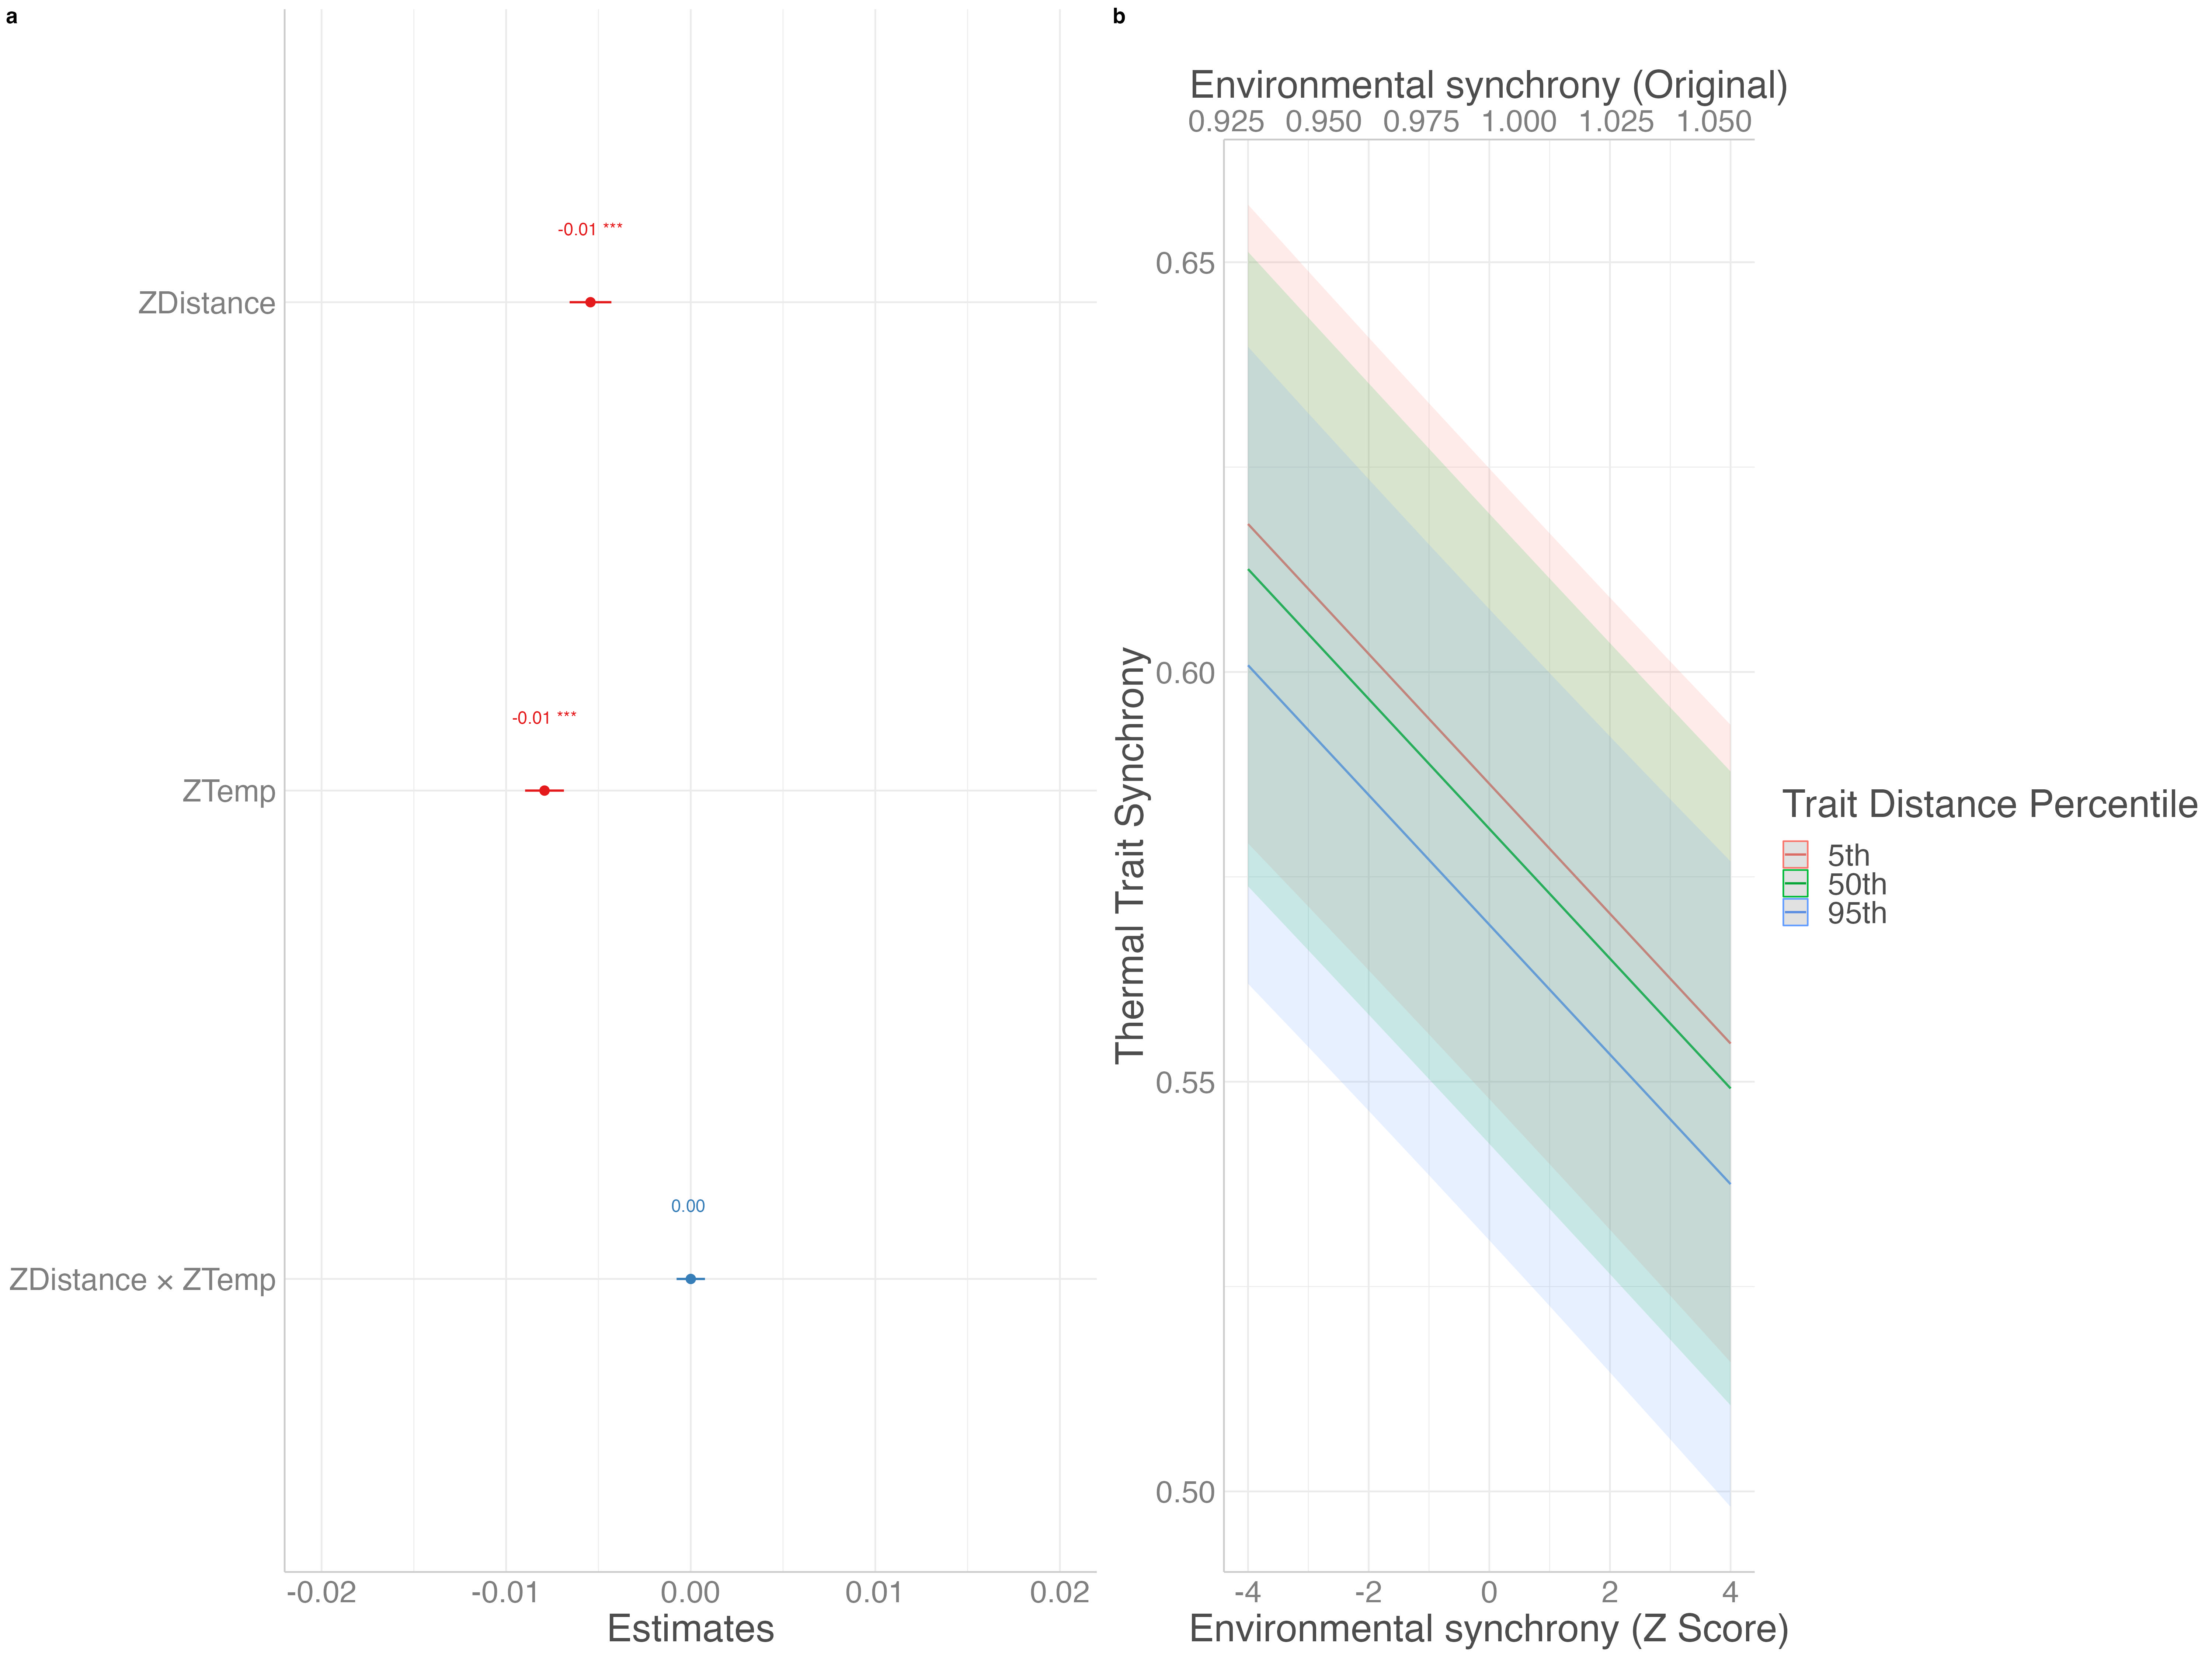 a
-0.01 ***
ZDistance
-0.01 ***
ZTemp
0.00
ZDistance × ZTemp
-0.02 -0.01 0.00 0.01 0.02
Estimates
b
Environmental synchrony (Original)
0.925 0.950 0.975 1.000 1.025 1.050
Thermal Trait Synchrony
0.65
0.60
0.55
0.50
-4 -2 0 2 4
Environmental synchrony (Z Score)
Trait Distance Percentile
5th
50th
95th